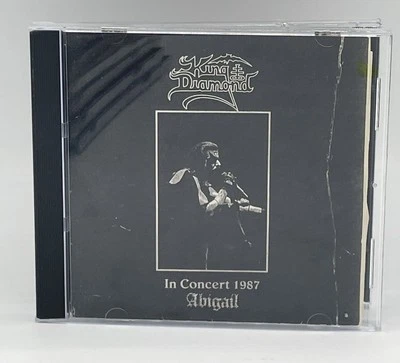 King
Diamond
In Concert 1987
Abigail